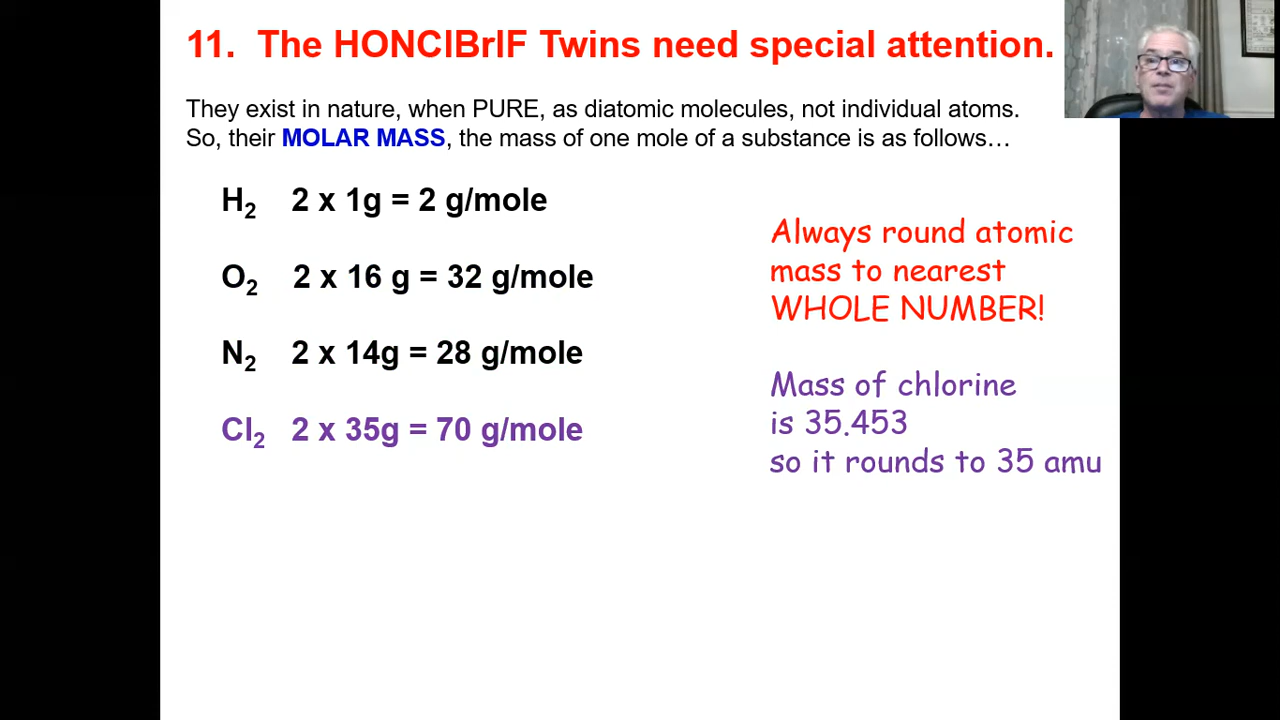 11. The HONClBrIF Twins need special attention.
They exist in nature, when PURE, as diatomic molecules, not individual atoms.
So, their MOLAR MASS, the mass of one mole of a substance is as follows…
H₂ 2 x 1g = 2 g/mole
O₂ 2 x 16 g = 32 g/mole
N₂ 2 x 14g = 28 g/mole
Cl₂ 2 x 35g = 70 g/mole
Always round atomic
mass to nearest
WHOLE NUMBER!
Mass of chlorine
is 35.453
so it rounds to 35 amu